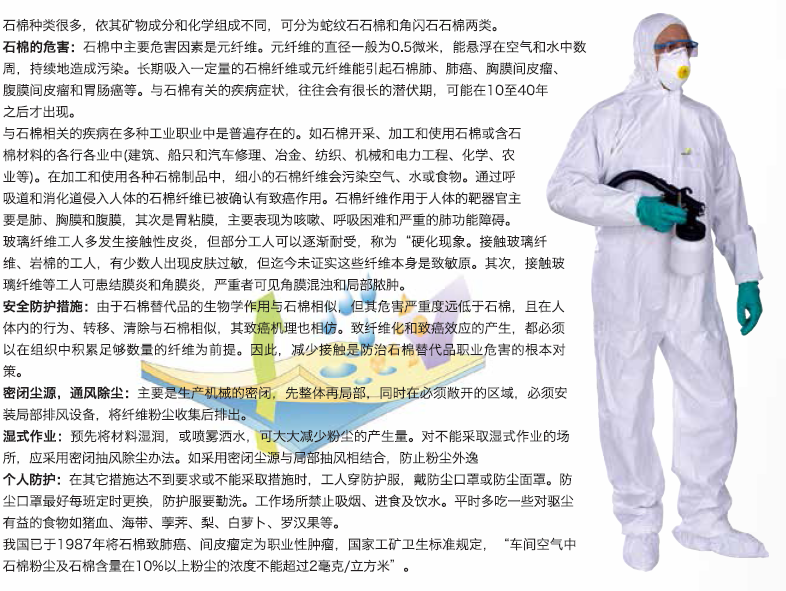 石棉种类很多，依其矿物成分和化学组成不同，可分为蛇纹石石棉和角闪石石棉两类。
石棉的危害：石棉中主要危害因素是元纤维。元纤维的直径一般为0.5微米，能悬浮在空气和水中数
周，持续地造成污染。长期吸入一定量的石棉纤维或元纤维能引起石棉肺、肺癌、胸膜间皮瘤、
腹膜间皮瘤和胃肠癌等。与石棉有关的疾病症状，往往会有很长的潜伏期，可能在10至40年
之后才出现。
与石棉相关的疾病在多种工业职业中是普遍存在的。如石棉开采、加工和使用石棉或含石
棉材料的各行各业中(建筑、船只和汽车修理、冶金、纺织、机械和电力工程、化学、农
业等)。在加工和使用各种石棉制品中，细小的石棉纤维会污染空气、水或食物。通过呼
吸道和消化道侵入人体的石棉纤维已被确认有致癌作用。石棉纤维作用于人体的靶器官主
要是肺、胸膜和腹膜，其次是胃粘膜，主要表现为咳嗽、呼吸困难和严重的肺功能障碍。
玻璃纤维工人多发生接触性皮炎，但部分工人可以逐渐耐受，称为“硬化现象。接触玻璃纤
维、岩棉的工人，有少数人出现皮肤过敏，但迄今未证实这些纤维本身是致敏原。其次，接触玻
璃纤维等工人可患结膜炎和角膜炎，严重者可见角膜混浊和局部脓肿。
安全防护措施：由于石棉替代品的生物学作用与石棉相似，但其危害严重度远低于石棉，且在人
体内的行为、转移、清除与石棉相似，其致癌机理也相仿。致纤维化和致癌效应的产生，都必须
以在组织中积累足够数量的纤维为前提。因此，减少接触是防治石棉替代品职业危害的根本对
策。
密闭尘源，通风除尘：主要是生产机械的密闭，先整体再局部，同时在必须敞开的区域，必须安
装局部排风设备，将纤维粉尘收集后排出。
湿式作业：预先将材料湿润，或喷雾洒水，可大大减少粉尘的产生量。对不能采取湿式作业的场
所，应采用密闭抽风除尘办法。如采用密闭尘源与局部抽风相结合，防止粉尘外逸
个人防护：在其它措施达不到要求或不能采取措施时，工人穿防护服，戴防尘口罩或防尘面罩。防
尘口罩最好每班定时更换，防护服要勤洗。工作场所禁止吸烟、进食及饮水。平时多吃一些对驱尘
有益的食物如猪血、海带、荸荠、梨、白萝卜、罗汉果等。
我国已于1987年将石棉致肺癌、间皮瘤定为职业性肿瘤，国家工矿卫生标准规定，“车间空气中
石棉粉尘及石棉含量在10%以上粉尘的浓度不能超过2毫克/立方米”。